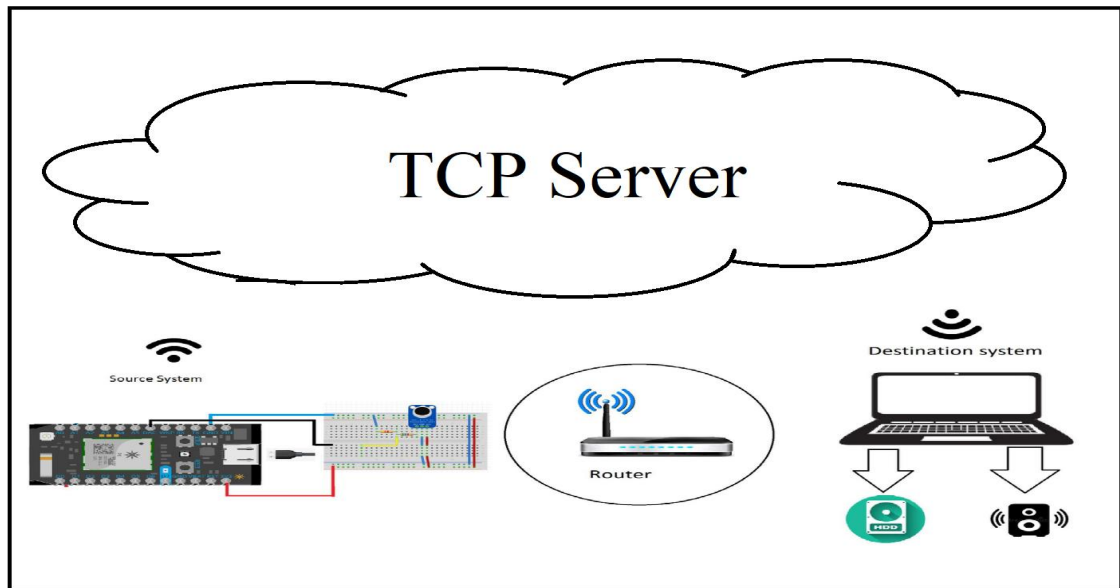 TCP Server
Source System
Destination system
Router
HDD